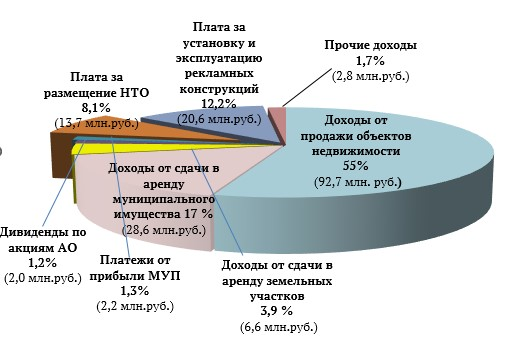 Плата за
установку и
эксплуатацию
рекламных
конструкций
12,2%
(20,6 млн.руб.)
Прочие доходы
1,7%
(2,8 млн.руб.)
Плата за
размещение НТО
8,1%
(13,7 млн.руб.)
Доходы от
продажи объектов
недвижимости
55%
(92,7 млн. руб.)
Доходы от сдачи в
аренду
муниципального
имущества 17 %
(28,6 млн.руб.)
Дивиденды по
акциям АО
1,2%
(2,0 млн.руб.)
Платежи от
прибыли МУП
1,3%
(2,2 млн.руб.)
Доходы от сдачи в
аренду земельных
участков
3,9 %
(6,6 млн.руб.)